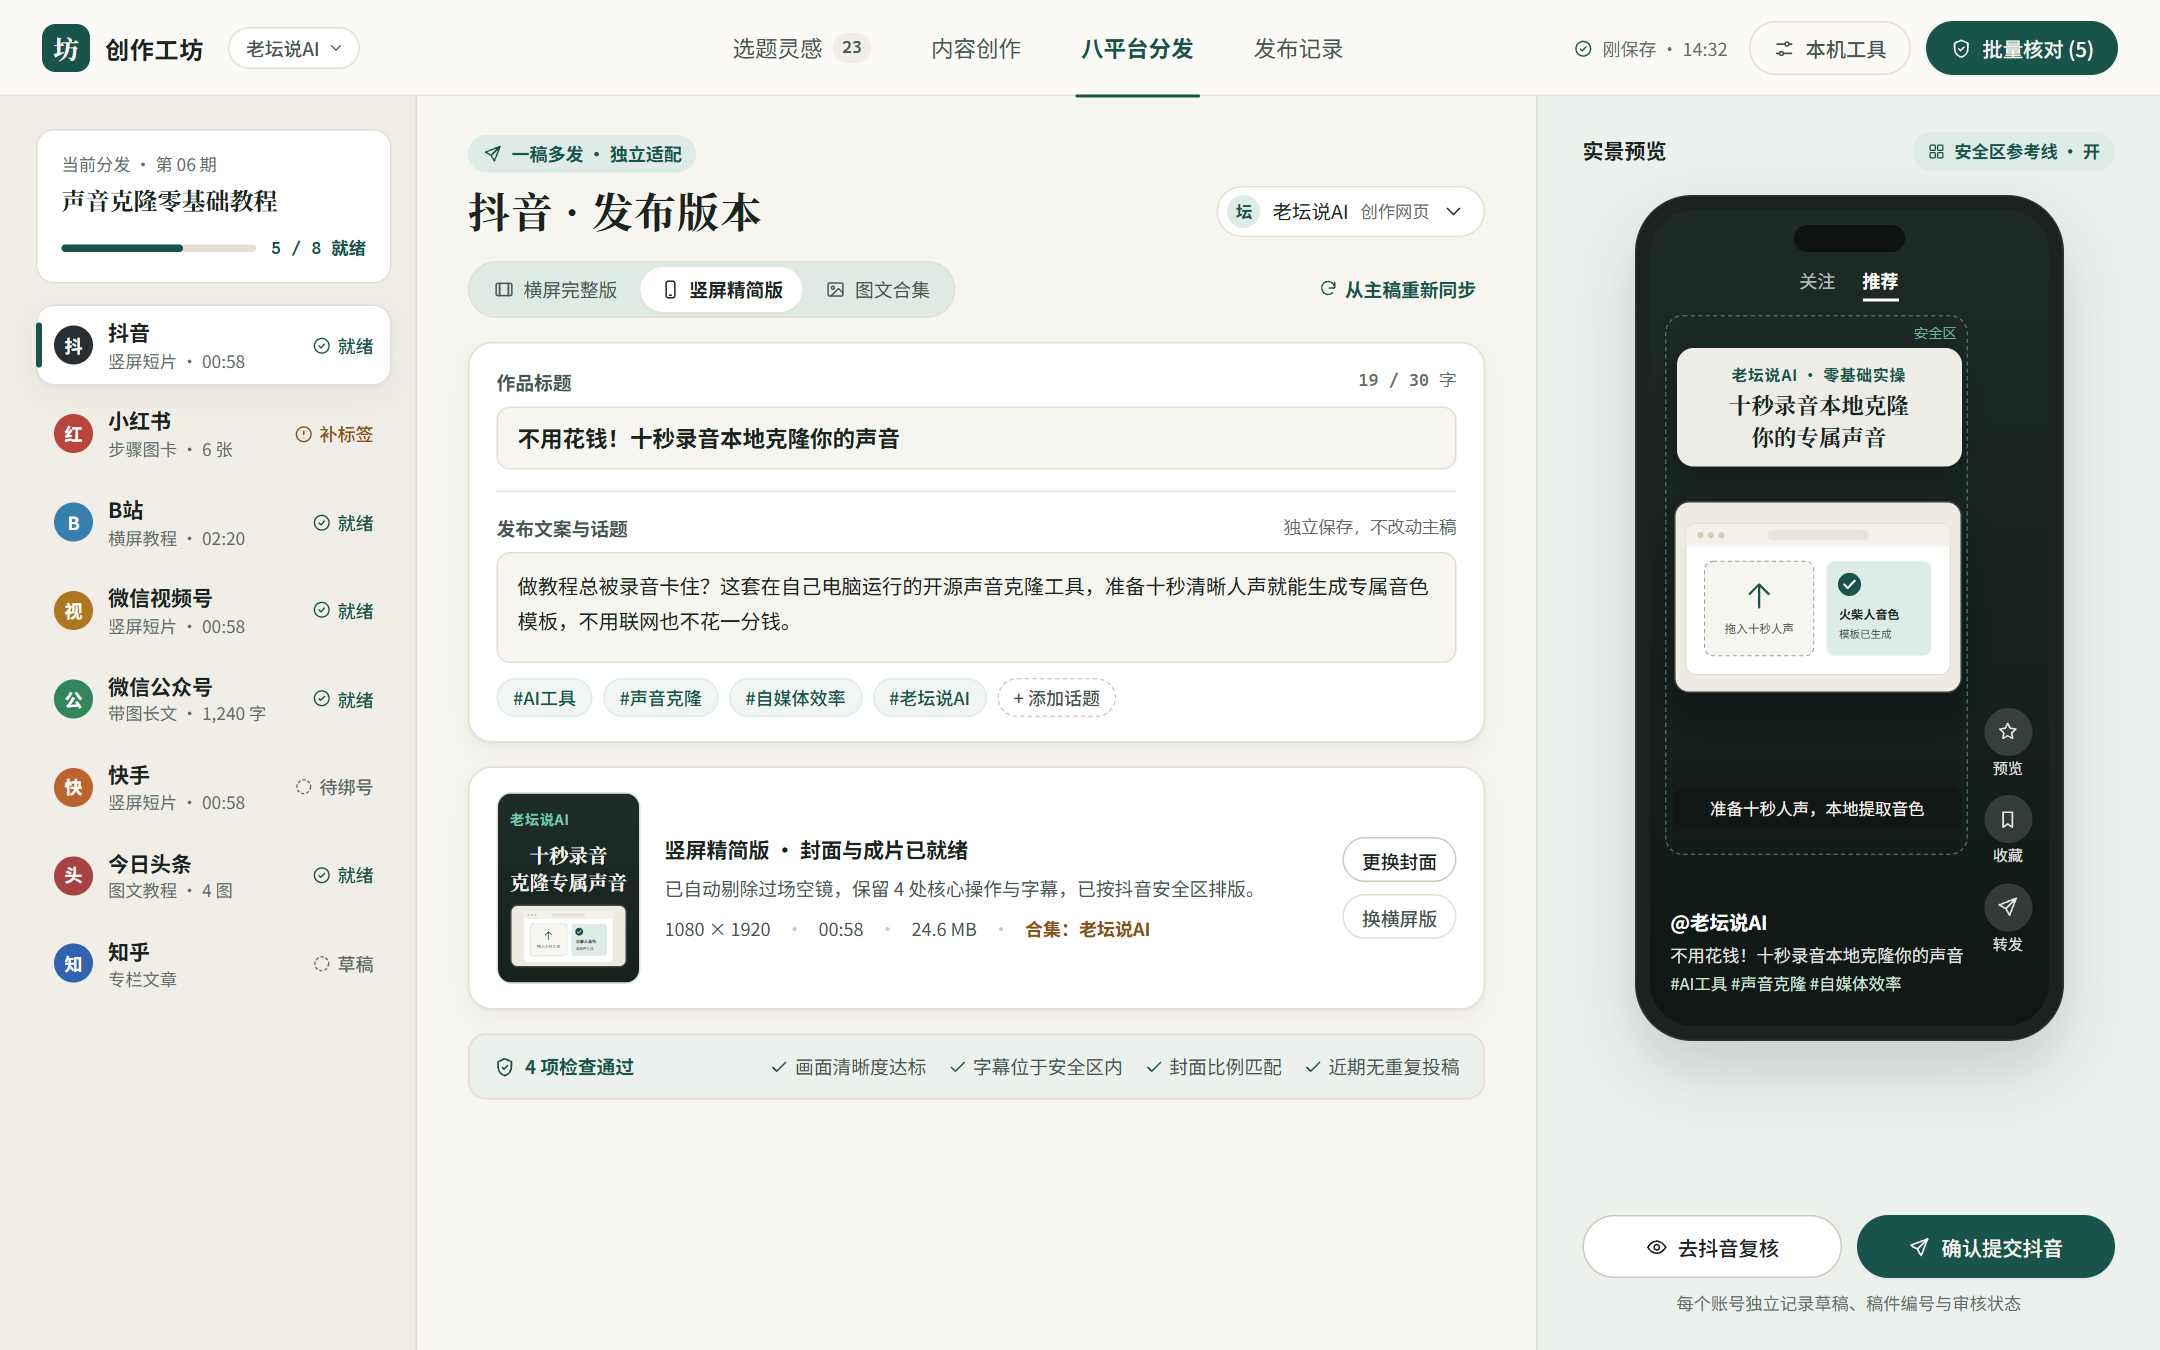 坊 创作工坊 老坛说AI
选题灵感 23 内容创作 八平台分发 发布记录
刚保存 · 14:32 本机工具 批量核对 (5)
当前分发 · 第 06 期
声音克隆零基础教程
5 / 8 就绪
抖 抖音 就绪
竖屏短片 · 00:58
红 小红书 补标签
步骤图卡 · 6 张
B B站 就绪
横屏教程 · 02:20
视 微信视频号 就绪
竖屏短片 · 00:58
公 微信公众号 就绪
带图长文 · 1,240 字
快 快手 待绑号
竖屏短片 · 00:58
头 今日头条 就绪
图文教程 · 4 图
知 知乎 草稿
专栏文章
一稿多发 · 独立适配
抖音 · 发布版本
坛 老坛说AI 创作网页
横屏完整版 竖屏精简版 图文合集
从主稿重新同步
作品标题 19 / 30 字
不用花钱！十秒录音本地克隆你的声音
发布文案与话题 独立保存，不改动主稿
做教程总被录音卡住？这套在自己电脑运行的开源声音克隆工具，准备十秒清晰人声就能生成专属音色
模板，不用联网也不花一分钱。
#AI工具 #声音克隆 #自媒体效率 #老坛说AI + 添加话题
老坛说AI
十秒录音
克隆专属声音
竖屏精简版 · 封面与成片已就绪
已自动剔除过场空镜，保留 4 处核心操作与字幕，已按抖音安全区排版。
1080 × 1920 · 00:58 · 24.6 MB · 合集：老坛说AI
更换封面
换横屏版
4 项检查通过 画面清晰度达标 字幕位于安全区内 封面比例匹配 近期无重复投稿
实景预览 安全区参考线 · 开
关注 推荐
安全区
老坛说AI · 零基础实操
十秒录音本地克隆
你的专属声音
拖入十秒人声
火柴人音色
模板已生成
准备十秒人声，本地提取音色
预览
收藏
转发
@老坛说AI
不用花钱！十秒录音本地克隆你的声音
#AI工具 #声音克隆 #自媒体效率
去抖音复核 确认提交抖音
每个账号独立记录草稿、稿件编号与审核状态